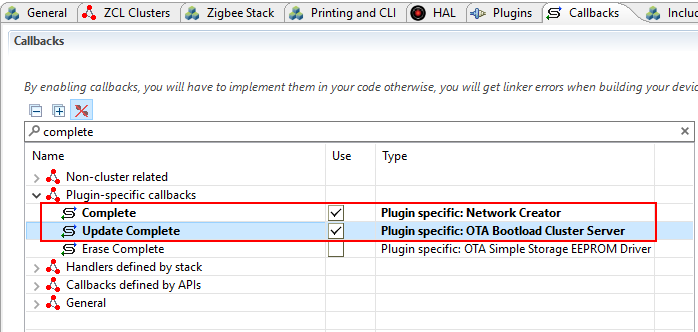 General
ZCL Clusters
Zigbee Stack
Printing and CLI
HAL
Plugins
Callbacks
Includ
Callbacks
By enabling callbacks, you will have to implement them in your code otherwise, you will get linker errors when building your devic
complete
Name Use Type
Non-cluster related
Plugin-specific callbacks
Complete Plugin specific: Network Creator
Update Complete Plugin specific: OTA Bootload Cluster Server
Erase Complete Plugin specific: OTA Simple Storage EEPROM Driver
Handlers defined by stack
Callbacks defined by APIs
General